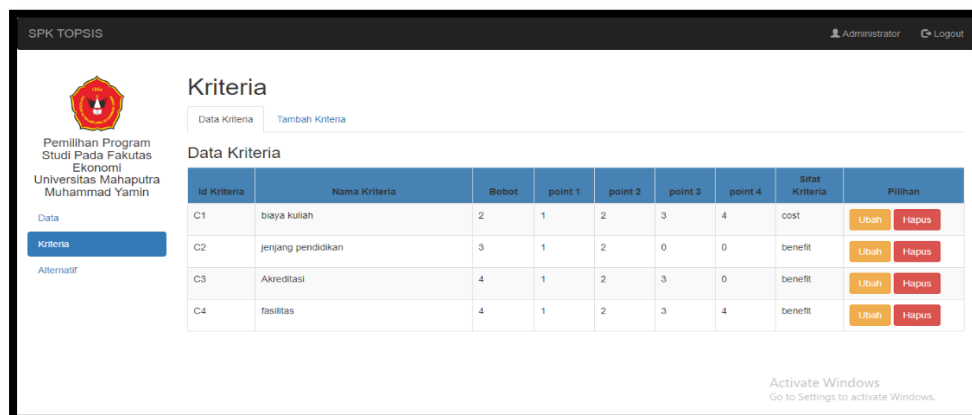 SPK TOPSIS
Administrator Logout
Pemilihan Program
Studi Pada Fakutas
Ekonomi
Universitas Mahaputra
Muhammad Yamin
Data
Kriteria
Alternatif
Kriteria
Data Kriteria Tambah Kriteria
Data Kriteria
Id Kriteria Nama Kriteria Bobot point 1 point 2 point 3 point 4 Sifat Kriteria Pilihan
C1 biaya kuliah 2 1 2 3 4 cost Ubah Hapus
C2 jenjang pendidikan 3 1 2 0 0 benefit Ubah Hapus
C3 Akreditasi 4 1 2 3 0 benefit Ubah Hapus
C4 fasilitas 4 1 2 3 4 benefit Ubah Hapus
Activate Windows
Go to Settings to activate Windows.